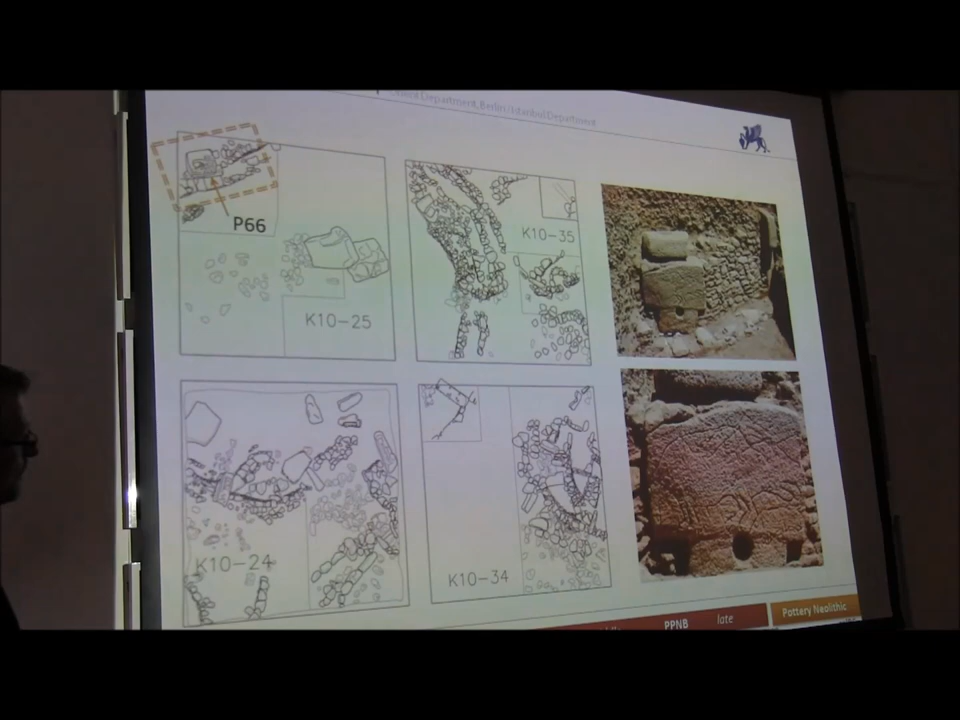 Department, Berlin / Istanbul Department
P66
K10-25
K10-35
K10-24
K10-34
PPNB
late
Pottery Neolithic